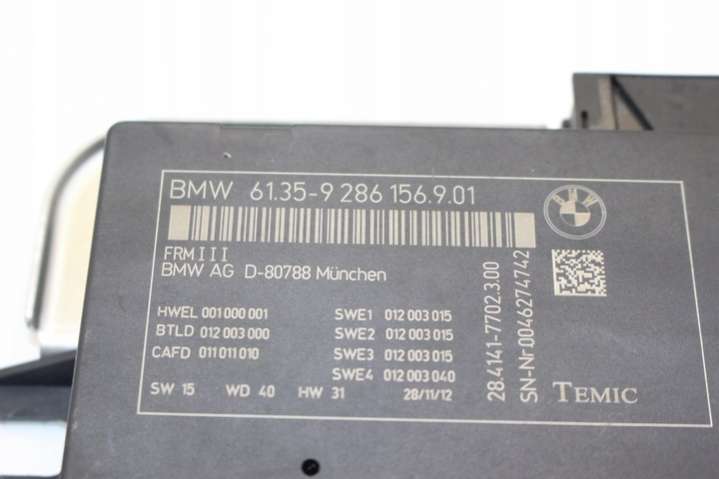 BMW 61.35-9 286 156.9.01
BMW
FRM III
BMW AG D-80788 München
HWEL 001 000 001 SWE1 012 003 015
BTLD 012 003 000 SWE2 012 003 015
CAFD 011 011 010 SWE3 012 003 015
SWE4 012 003 040
SW 15 WD 40 HW 31 28/11/12
28.4141-7702.3.00
SN-Nr.0046274742
TEMIC